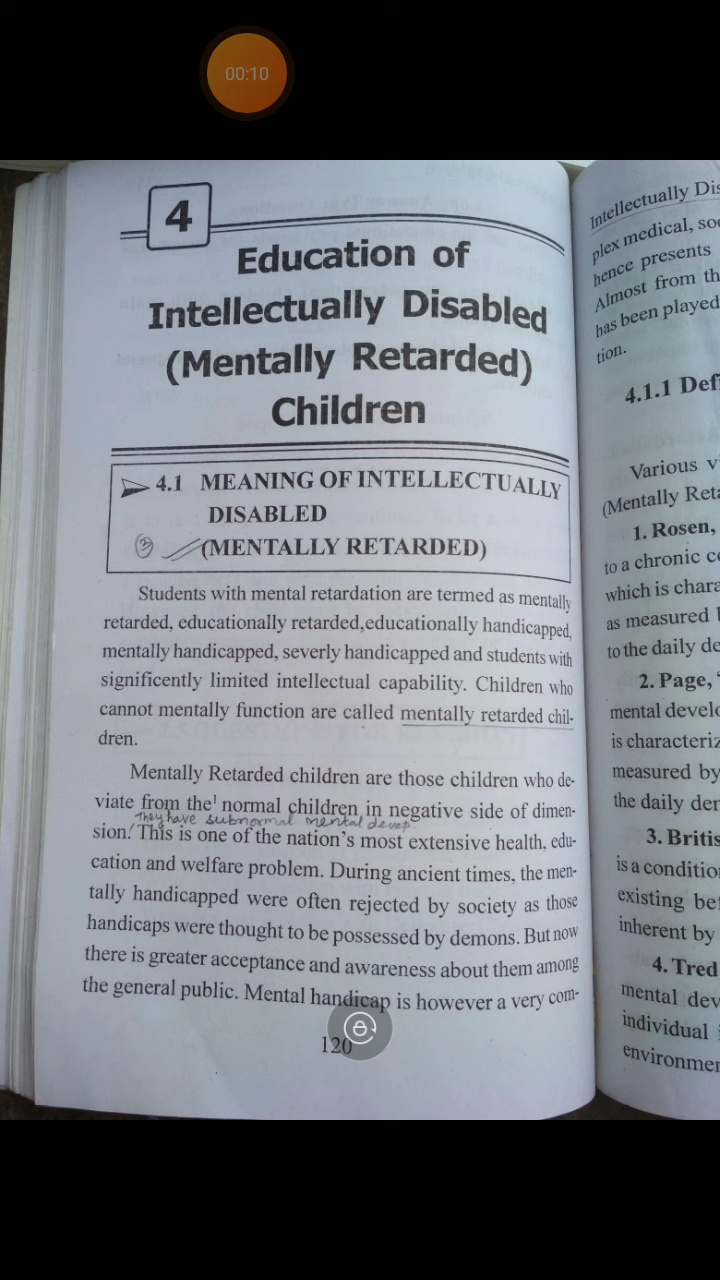 00:10
4
Education of
Intellectually Disabled
(Mentally Retarded)
Children
4.1 MEANING OF INTELLECTUALLY
DISABLED
③ (MENTALLY RETARDED)
Students with mental retardation are termed as mentally
retarded, educationally retarded,educationally handicapped,
mentally handicapped, severly handicapped and students with
significently limited intellectual capability. Children who
cannot mentally function are called mentally retarded chil-
dren.
Mentally Retarded children are those children who de-
viate from the normal children in negative side of dimen-
They have subnormal mental devep.
sion. This is one of the nation's most extensive health, edu-
cation and welfare problem. During ancient times, the men-
tally handicapped were often rejected by society as those
handicaps were thought to be possessed by demons. But now
there is greater acceptance and awareness about them among
the general public. Mental handicap is however a very com-
120
Intellectually Dis
plex medical, soc
hence presents
Almost from th
has been played
tion.
4.1.1 Defi
Various v
(Mentally Reta
1. Rosen,
to a chronic co
which is chara
as measured
to the daily de
2. Page,
mental develo
is characteriz
measured by
the daily der
3. Britis
is a conditio
existing bef
inherent by
4. Tred
mental dev
individual
environmen